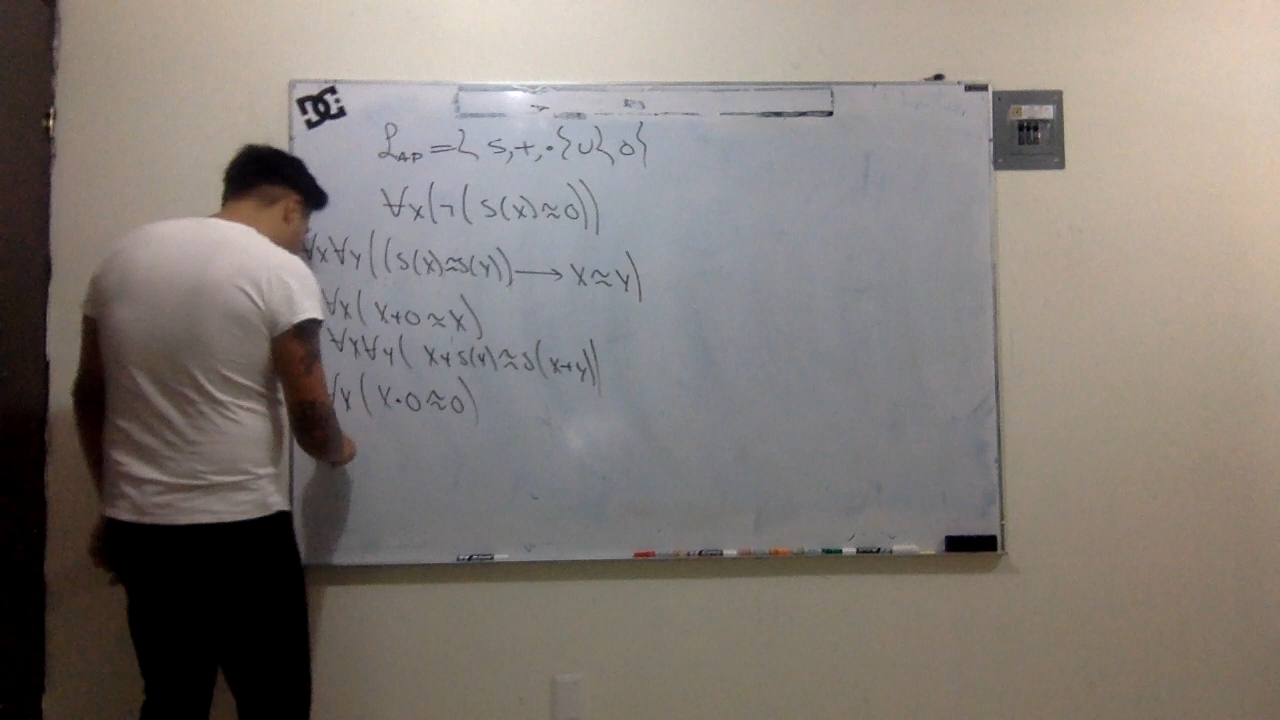 DC
ℒ_AP = { S, +, · } ∪ { 0 }
∀x(¬(S(x)≈0))
∀x∀y((S(x)≈S(y))⟶x≈y)
∀x(x+0≈x)
∀x∀y(x+S(y)≈S(x+y))
∀x(x·0≈0)